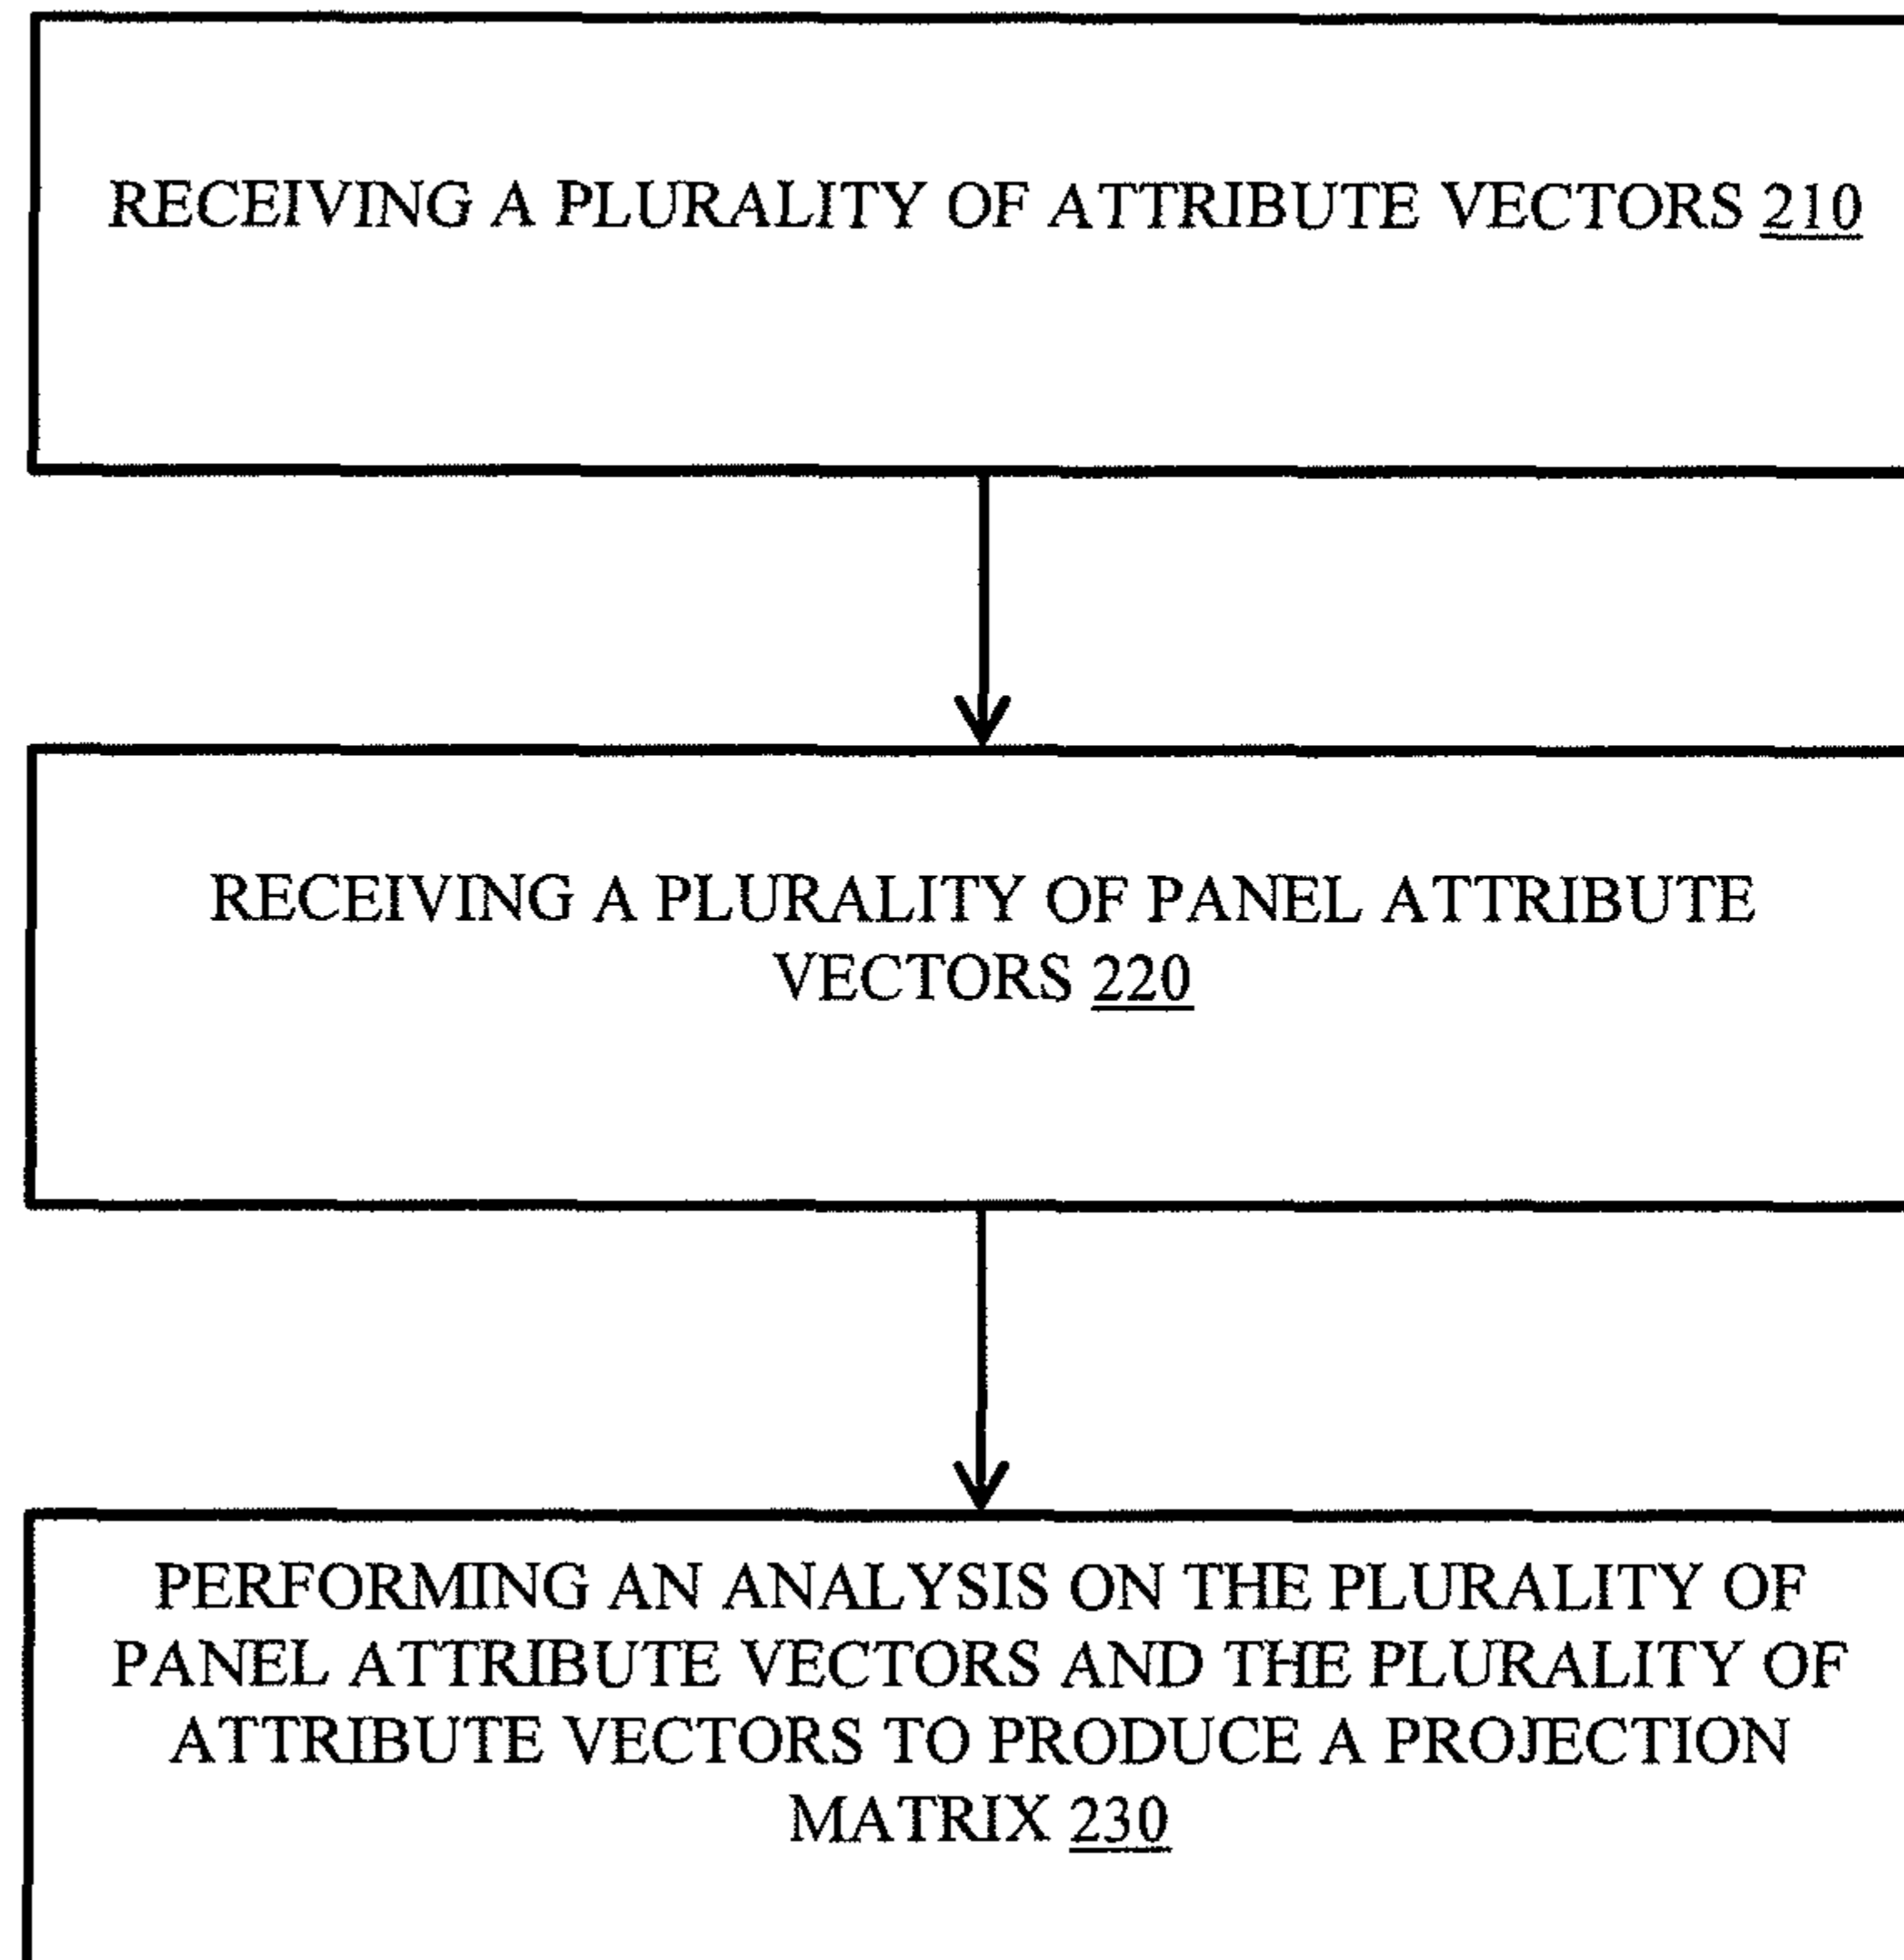 RECEIVING A PLURALITY OF ATTRIBUTE VECTORS 210
RECEIVING A PLURALITY OF PANEL ATTRIBUTE
VECTORS 220
PERFORMING AN ANALYSIS ON THE PLURALITY OF
PANEL ATTRIBUTE VECTORS AND THE PLURALITY OF
ATTRIBUTE VECTORS TO PRODUCE A PROJECTION
MATRIX 230